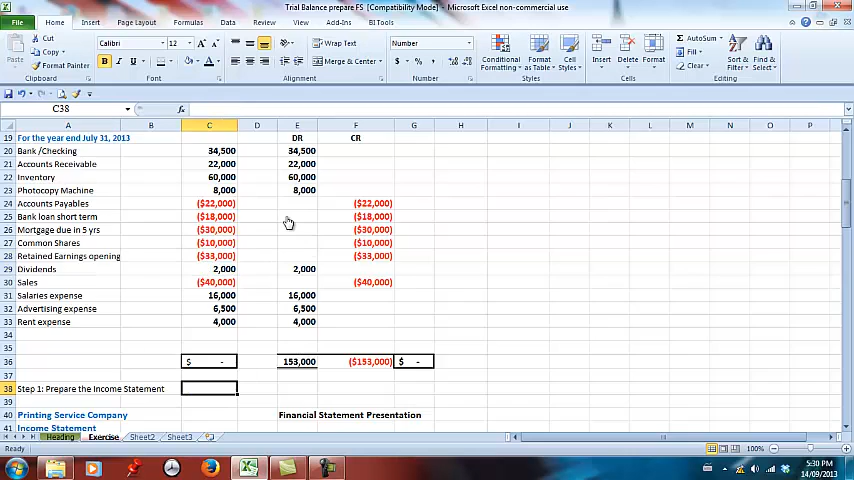 Trial Balance prepare FS [Compatibility Mode] - Microsoft Excel non-commercial use
File Home Insert Page Layout Formulas Data Review View Add-Ins BI Tools
Cut Calibri 12 Wrap Text Number AutoSum
Copy Fill
Paste Format Painter B I U Merge & Center $ % , Conditional Formatting Format as Table Cell Styles Insert Delete Format Clear Sort & Filter Find & Select
Clipboard Font Alignment Number Styles Cells Editing
C38 fx
A B C D E F G H I J K L M N O P
19 For the year end July 31, 2013 DR CR
20 Bank /Checking 34,500 34,500
21 Accounts Receivable 22,000 22,000
22 Inventory 60,000 60,000
23 Photocopy Machine 8,000 8,000
24 Accounts Payables ($22,000) ($22,000)
25 Bank loan short term ($18,000) ($18,000)
26 Mortgage due in 5 yrs ($30,000) ($30,000)
27 Common Shares ($10,000) ($10,000)
28 Retained Earnings opening ($33,000) ($33,000)
29 Dividends 2,000 2,000
30 Sales ($40,000) ($40,000)
31 Salaries expense 16,000 16,000
32 Advertising expense 6,500 6,500
33 Rent expense 4,000 4,000
34
35
36 $ - 153,000 ($153,000) $ -
37
38 Step 1: Prepare the Income Statement
39
40 Printing Service Company Financial Statement Presentation
41 Income Statement
Heading Exercise Sheet2 Sheet3
Ready 100%
5:30 PM
14/09/2013